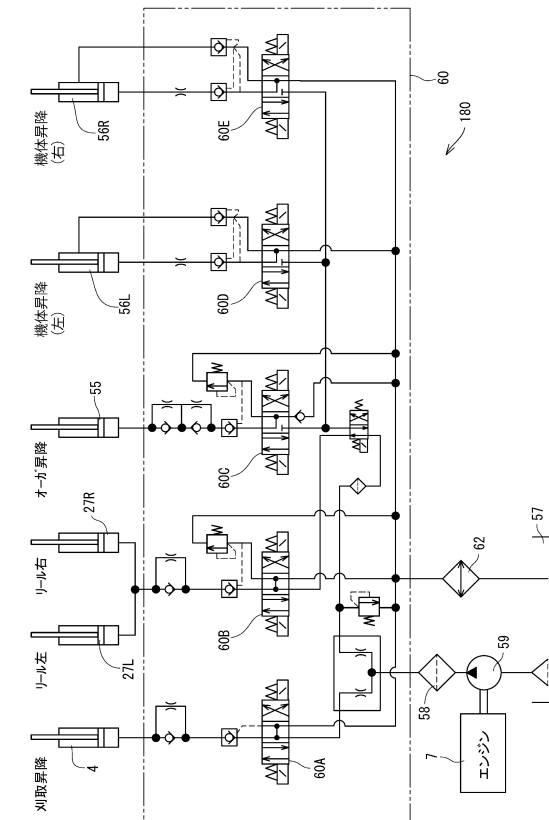 機体昇降
(右)
56R
60E
60
180
機体昇降
(左)
56L
60D
オーガ昇降
55
60C
リール右
27R
リール左
27L
60B
57
62
刈取昇降
4
60A
58
59
7
エンジン